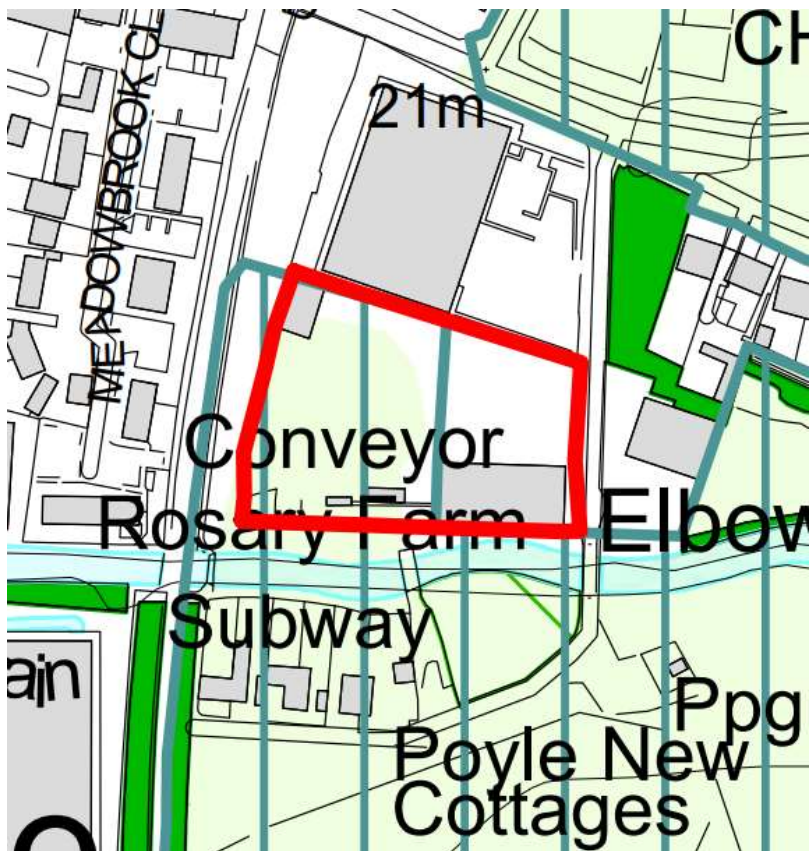 CH
21m
MEADOWBROOK CL
Conveyor
Rosary Farm
Elbow
Subway
ain
Ppg
Poyle New
Cottages